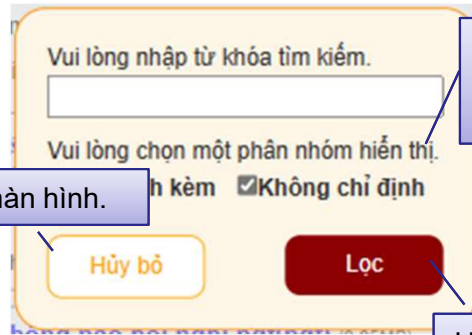 Vui lòng nhập từ khóa tìm kiếm.
Vui lòng chọn một phân nhóm hiển thị.
h kèm ☑Không chỉ định
àn hình.
Hủy bỏ
Lọc